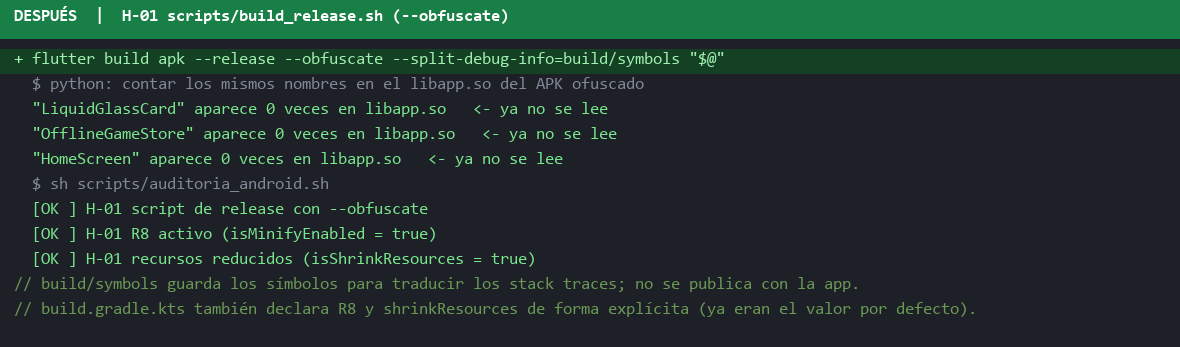 DESPUÉS | H-01 scripts/build_release.sh (--obfuscate)
+ flutter build apk --release --obfuscate --split-debug-info=build/symbols "$@"
$ python: contar los mismos nombres en el libapp.so del APK ofuscado
"LiquidGlassCard" aparece 0 veces en libapp.so <- ya no se lee
"OfflineGameStore" aparece 0 veces en libapp.so <- ya no se lee
"HomeScreen" aparece 0 veces en libapp.so <- ya no se lee
$ sh scripts/auditoria_android.sh
[OK ] H-01 script de release con --obfuscate
[OK ] H-01 R8 activo (isMinifyEnabled = true)
[OK ] H-01 recursos reducidos (isShrinkResources = true)
// build/symbols guarda los símbolos para traducir los stack traces; no se publica con la app.
// build.gradle.kts también declara R8 y shrinkResources de forma explícita (ya eran el valor por defecto).